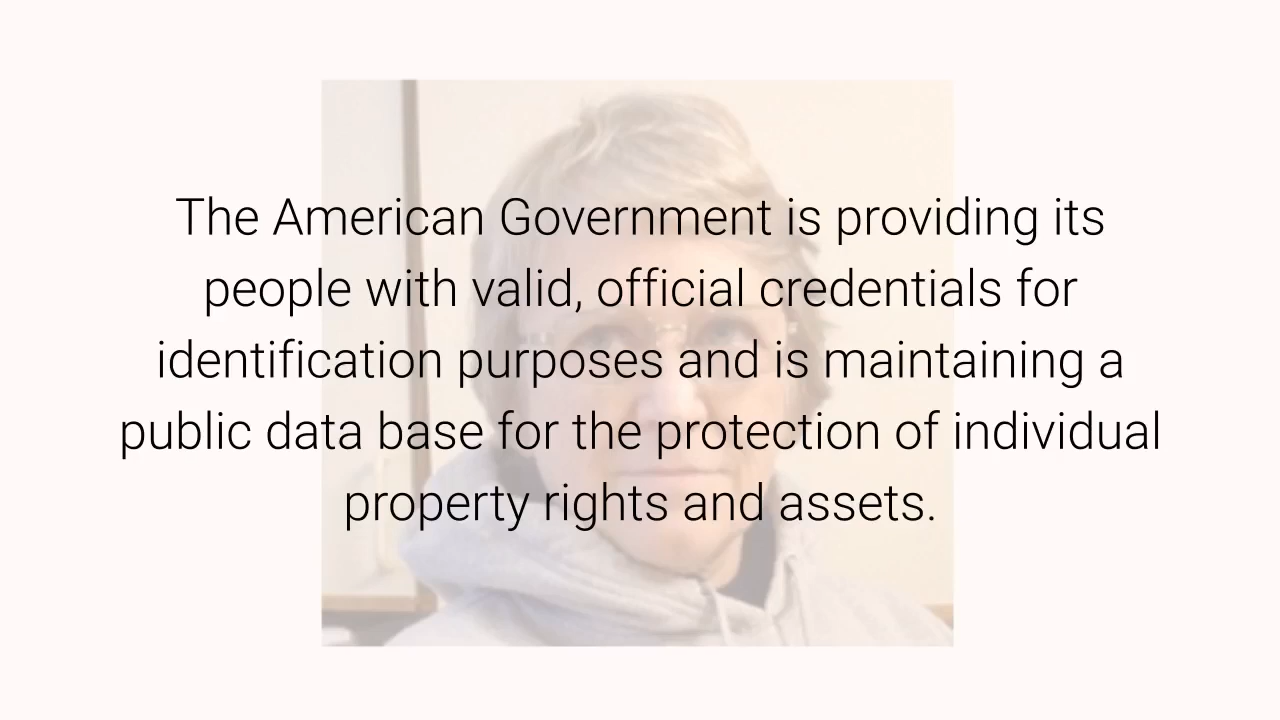 The American Government is providing its
people with valid, official credentials for
identification purposes and is maintaining a
public data base for the protection of individual
property rights and assets.